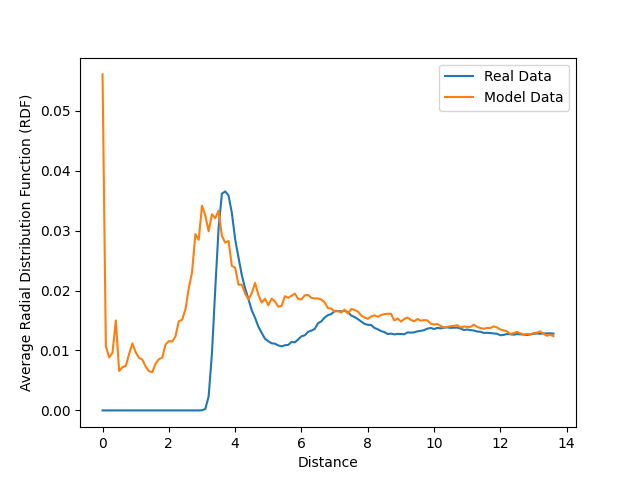 Average Radial Distribution Function (RDF)
0.05
0.04
0.03
0.02
0.01
0.00
0 2 4 6 8 10 12 14
Distance
Real Data
Model Data